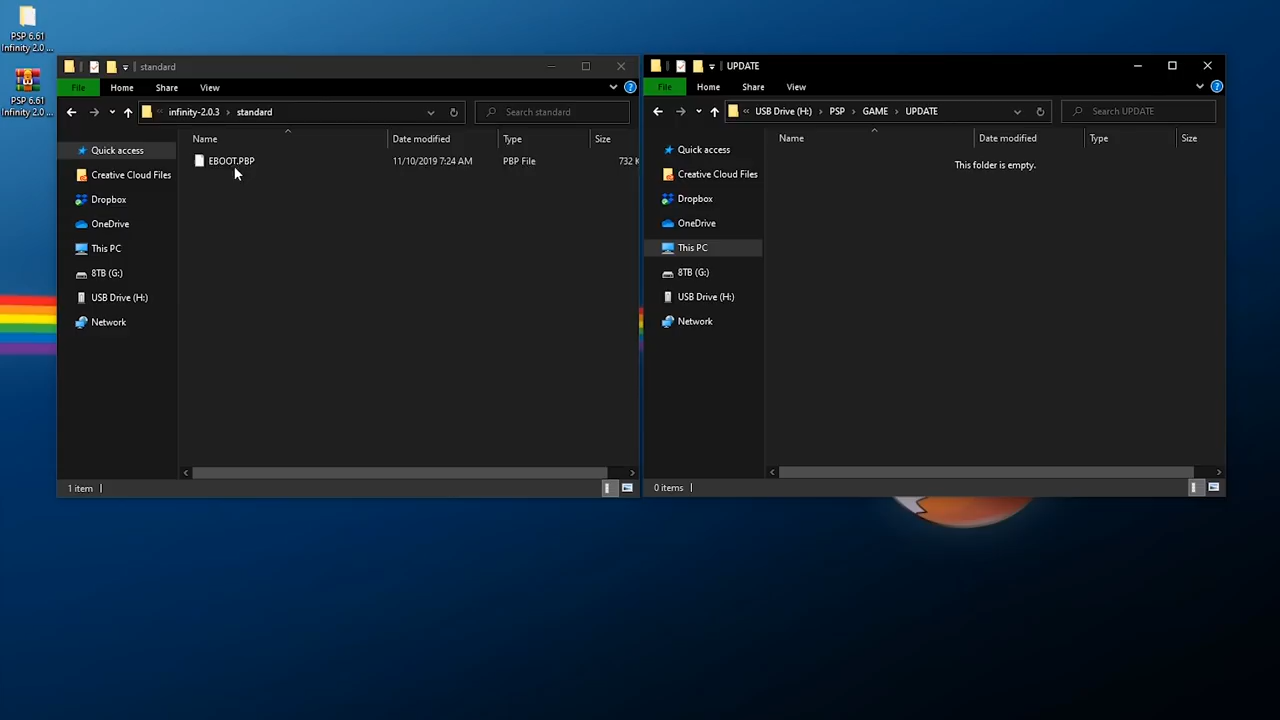 PSP 6.61
Infinity 2.0 ...
PSP 6.61
Infinity 2.0 ...
standard
File Home Share View
infinity-2.0.3 › standard
Search standard
Name Date modified Type Size
Quick access
EBOOT.PBP 11/10/2019 7:24 AM PBP File 732 K
Creative Cloud Files
Dropbox
OneDrive
This PC
8TB (G:)
USB Drive (H:)
Network
1 item
UPDATE
File Home Share View
« USB Drive (H:) › PSP › GAME › UPDATE
Search UPDATE
Name Date modified Type Size
Quick access
This folder is empty.
Creative Cloud Files
Dropbox
OneDrive
This PC
8TB (G:)
USB Drive (H:)
Network
0 items